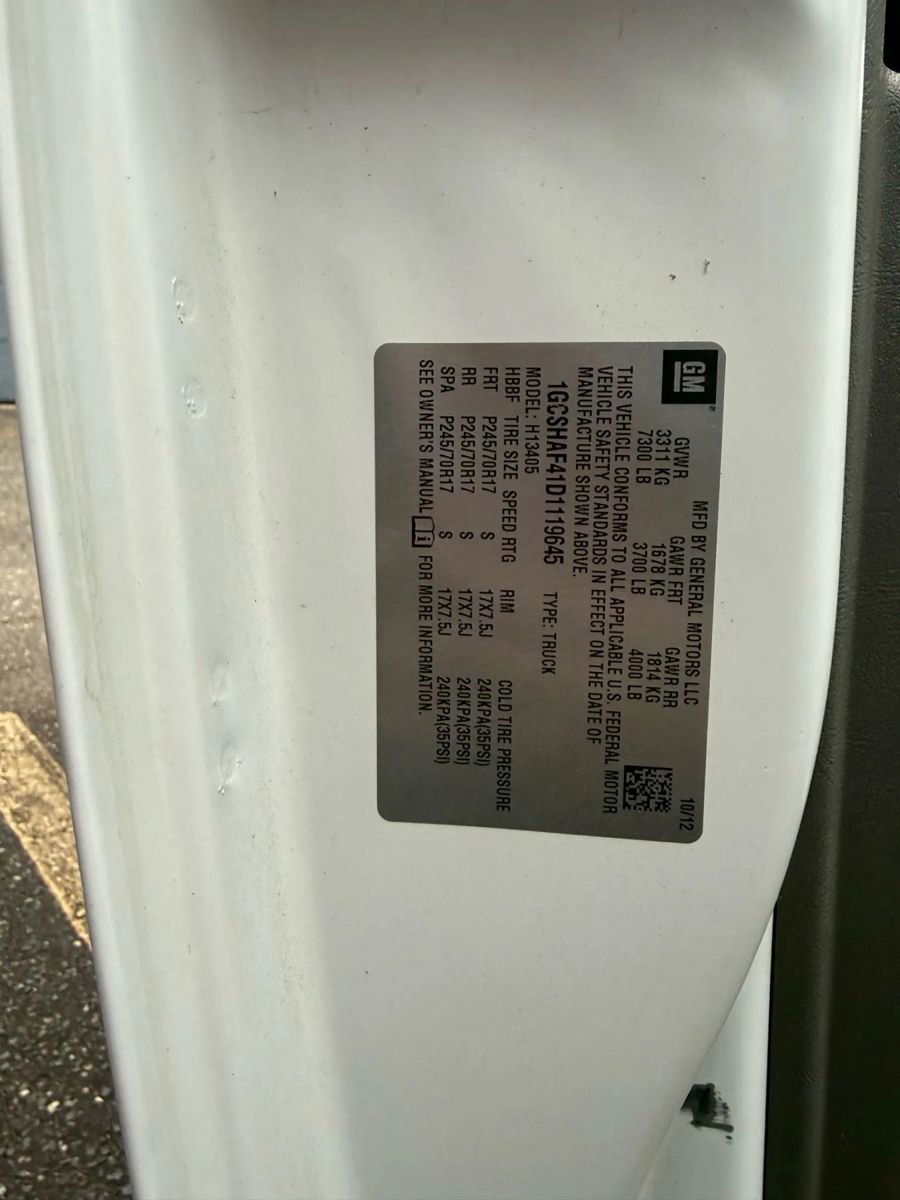 GM
MFD BY GENERAL MOTORS LLC 10/12
GVWR GAWR FRT GAWR RR
3311 KG 1678 KG 1814 KG
7300 LB 3700 LB 4000 LB
THIS VEHICLE CONFORMS TO ALL APPLICABLE U.S. FEDERAL MOTOR
VEHICLE SAFETY STANDARDS IN EFFECT ON THE DATE OF
MANUFACTURE SHOWN ABOVE.
1GCSHAF41D1119645 TYPE: TRUCK
MODEL: H13405
HBBF TIRE SIZE SPEED RTG RIM COLD TIRE PRESSURE
FRT P245/70R17 S 17X7.5J 240KPA(35PSI)
RR P245/70R17 S 17X7.5J 240KPA(35PSI)
SPA P245/70R17 S 17X7.5J 240KPA(35PSI)
SEE OWNER'S MANUAL i FOR MORE INFORMATION.